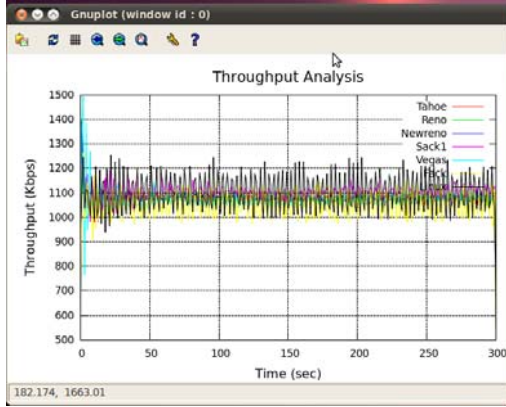 Gnuplot (window id : 0)
?
Throughput Analysis
Throughput (Kbps)
1500
1400
1300
1200
1100
1000
900
800
700
600
500
Tahoe
Reno
Newreno
Sack1
Vegas
0
50
100
150
200
250
300
Time (sec)
182.174, 1663.01